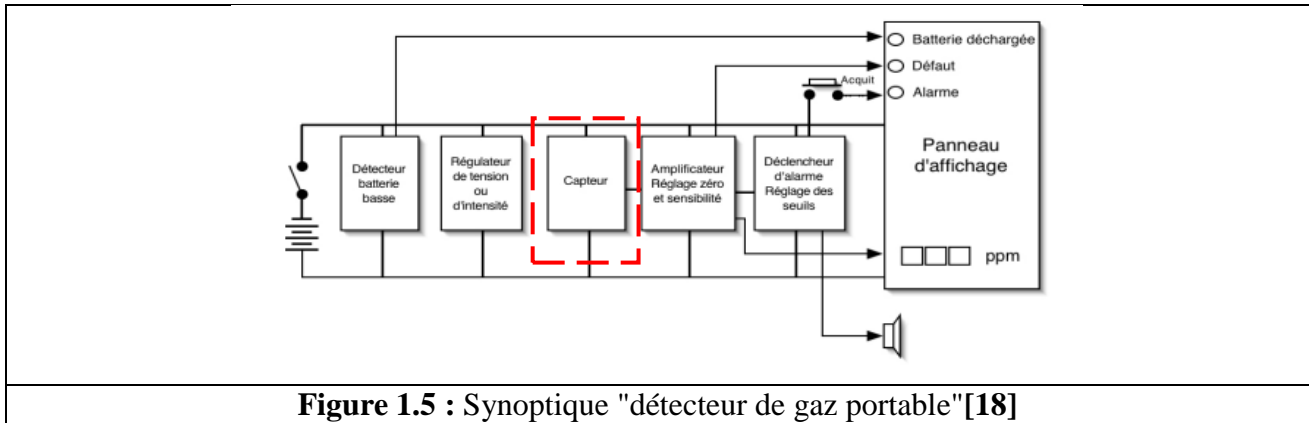 Batterie déchargée
Défaut
Acquit
Alarme
Panneau
d'affichage
Détecteur
batterie
basse
Régulateur
de tension
ou
d'intensité
Capteur
Amplificateur
Réglage zéro
et sensibilité
Déclencheur
d'alarme
Réglage des
seuils
ppm
Figure 1.5 : Synoptique "détecteur de gaz portable"[18]